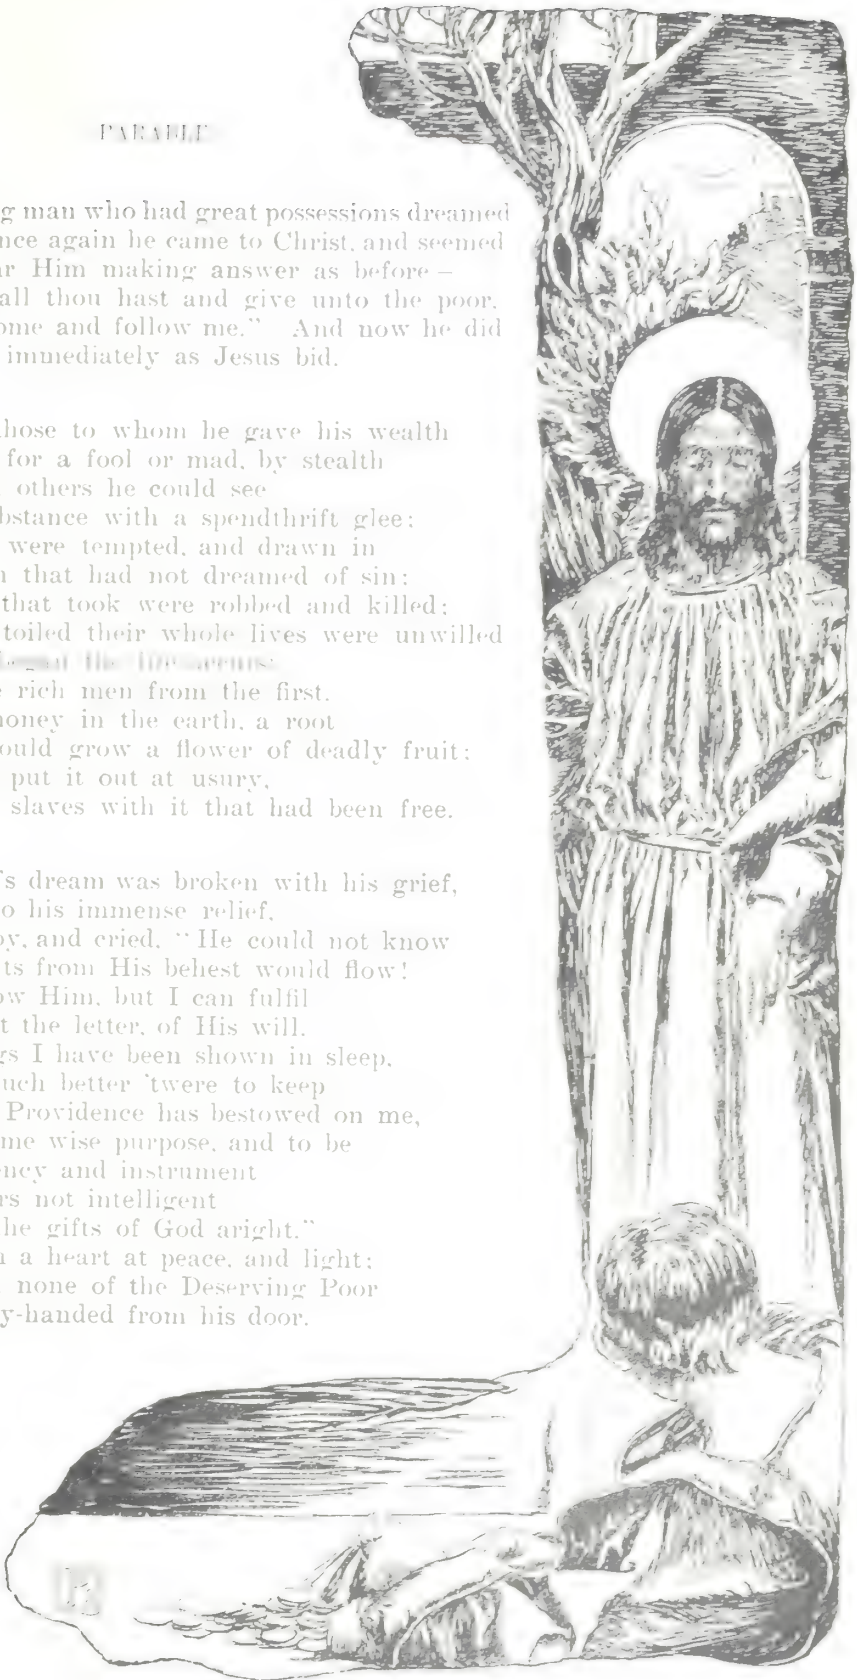 PARABLE
g man who had great possessions dreamed
nce again he came to Christ, and seemed
ar Him making answer as before –
all thou hast and give unto the poor,
ome and follow me.” And now he did
immediately as Jesus bid.
those to whom he gave his wealth
for a fool or mad, by stealth
others he could see
bstance with a spendthrift glee;
were tempted, and drawn in
n that had not dreamed of sin;
that took were robbed and killed;
toiled their whole lives were unwilled
rich men from the first.
noney in the earth, a root
ould grow a flower of deadly fruit;
put it out at usury,
slaves with it that had been free.
's dream was broken with his grief,
o his immense relief,
oy, and cried, “He could not know
ts from His behest would flow!
ow Him, but I can fulfil
t the letter, of His will.
gs I have been shown in sleep,
uch better 'twere to keep
Providence has bestowed on me,
me wise purpose, and to be
ency and instrument
rs not intelligent
he gifts of God aright.”
n a heart at peace, and light;
none of the Deserving Poor
y-handed from his door.